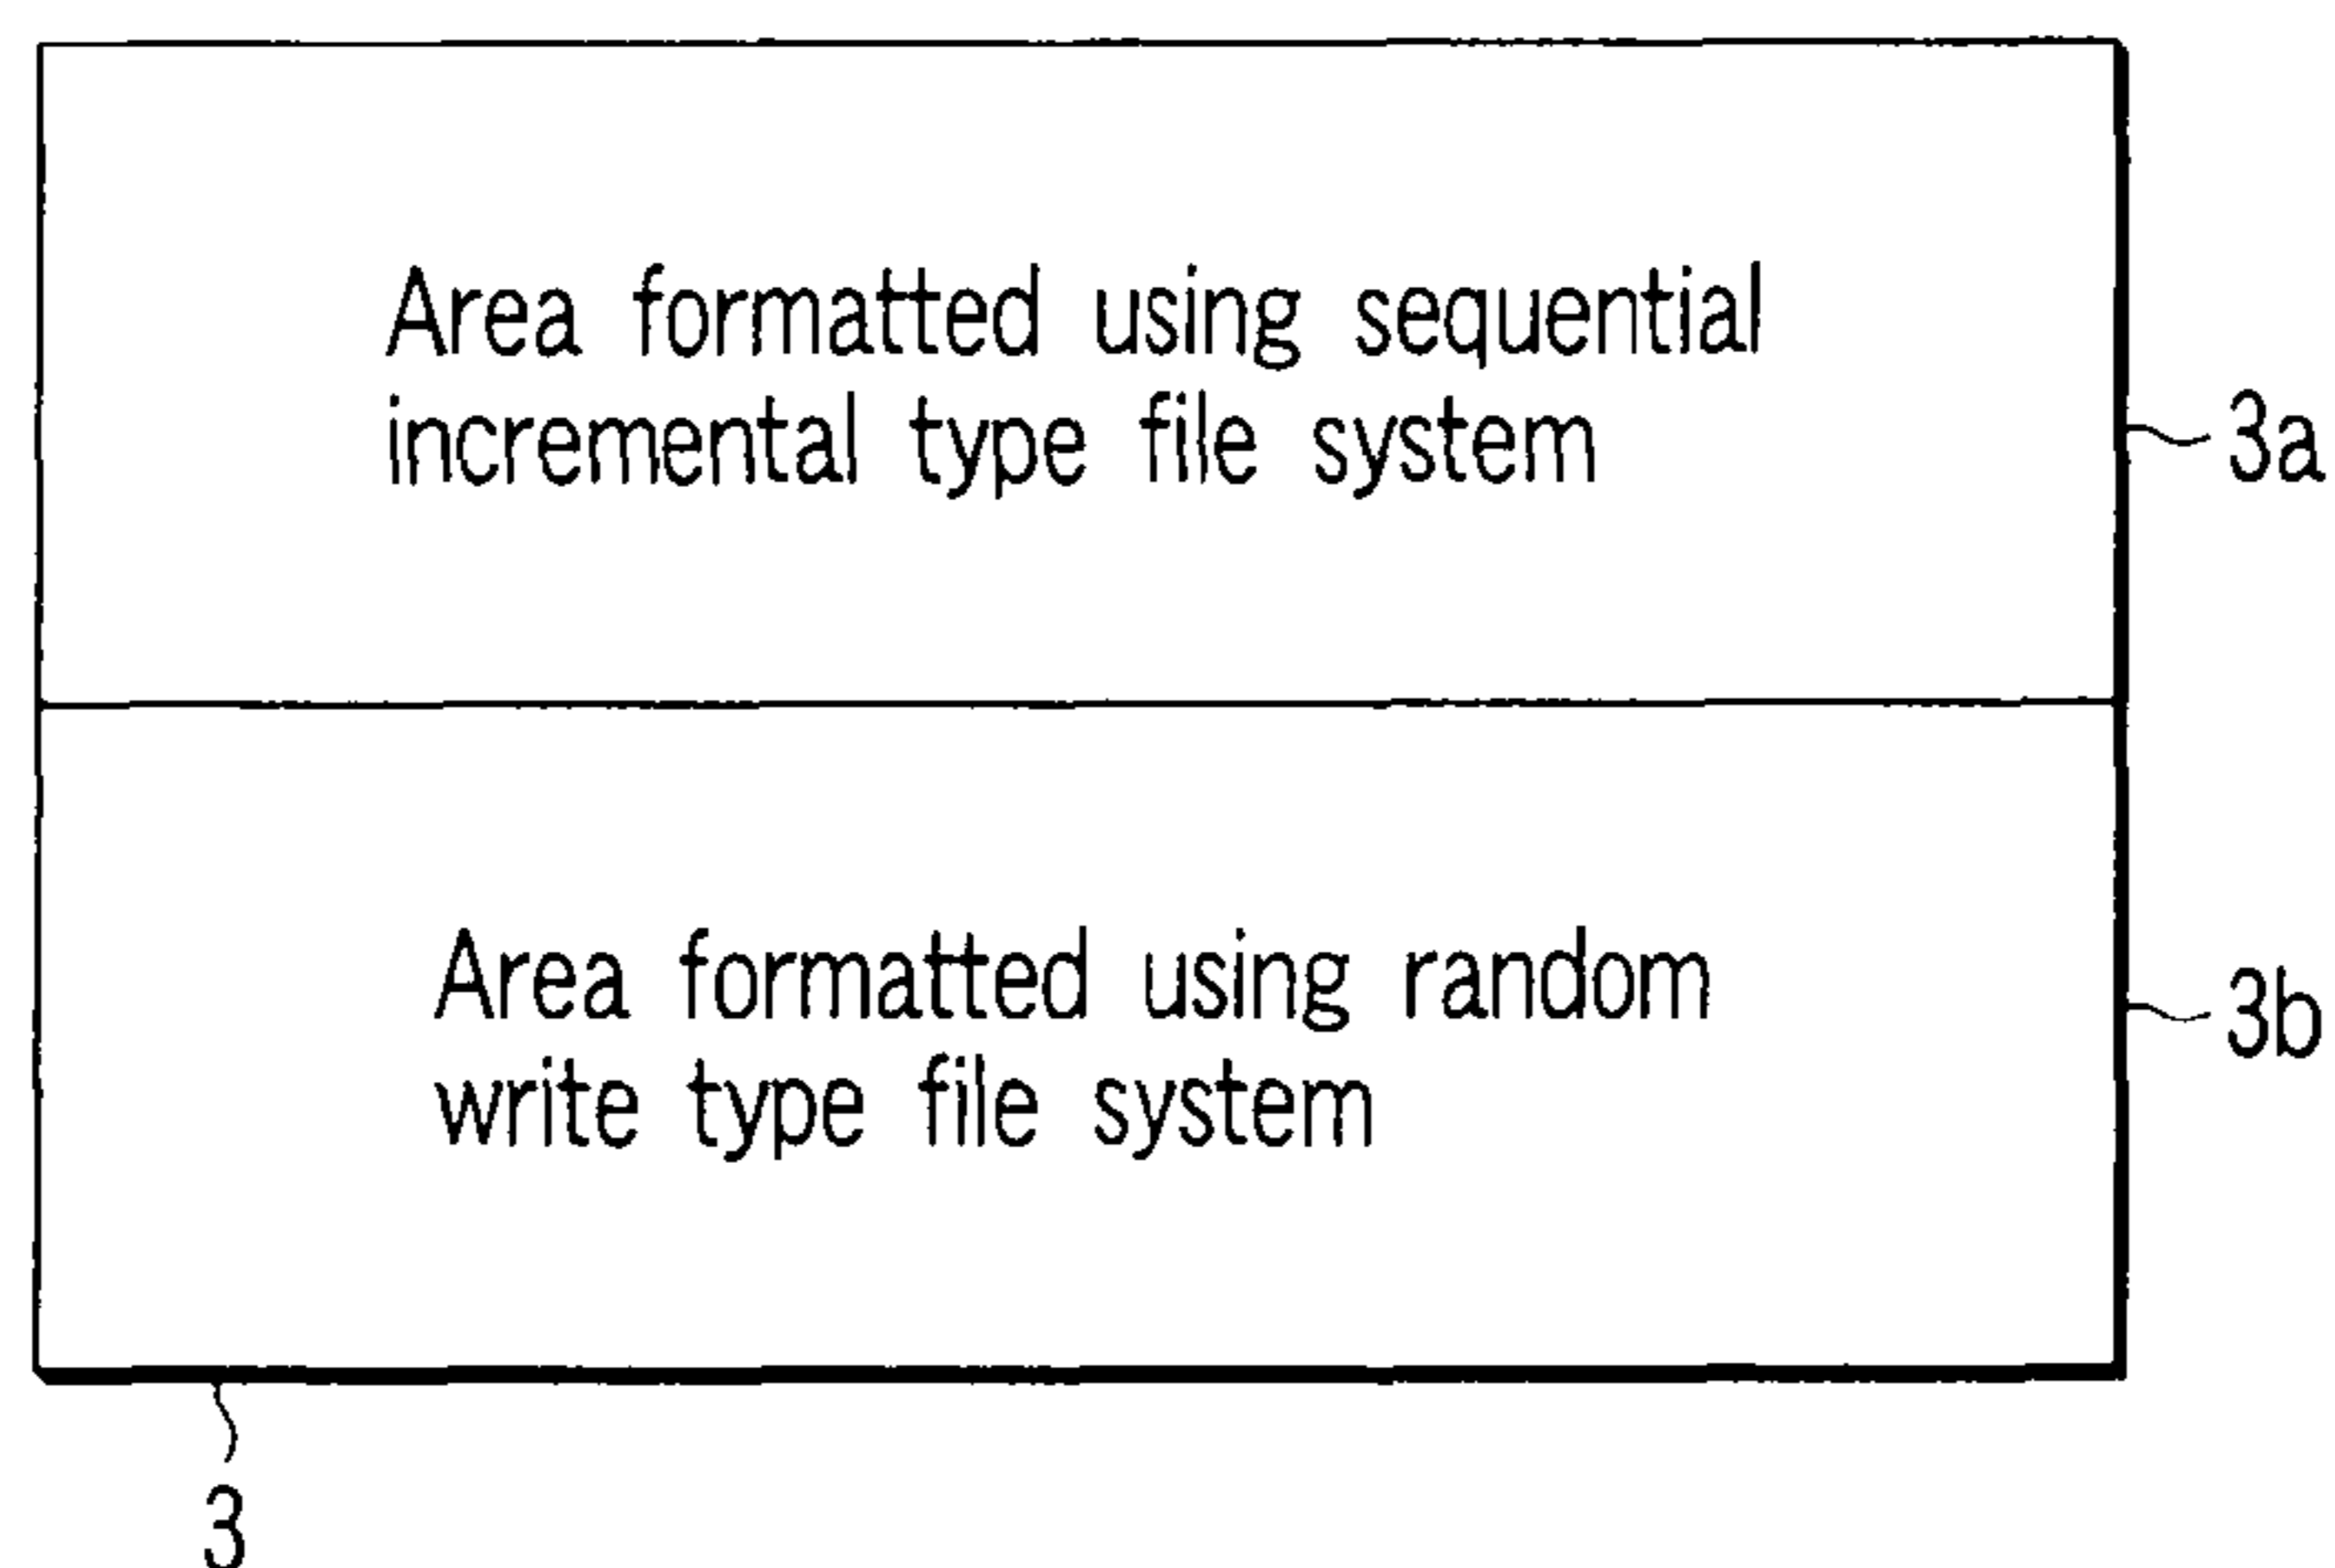 Area formatted using sequential
incremental type file system
3a
Area formatted using random
write type file system
3b
3